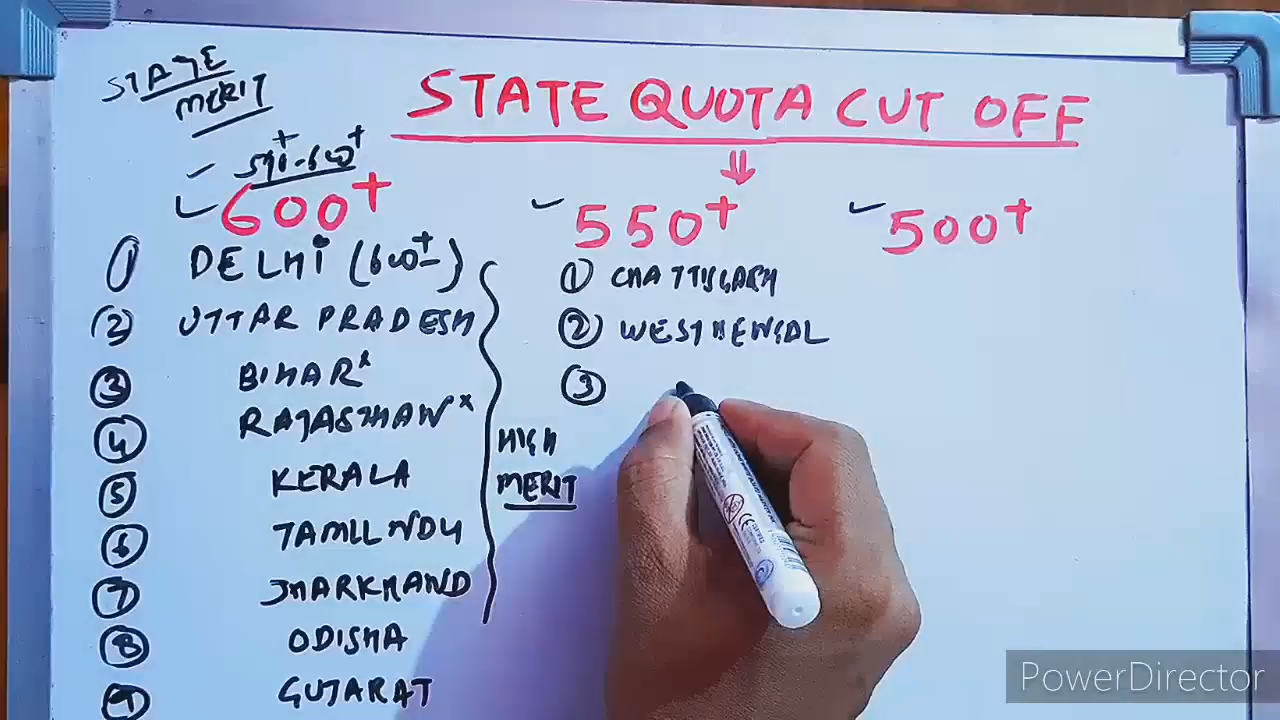 STATE
MERIT
STATE QUOTA CUT OFF
⇓
600+
① DELHI (600+)
② UTTAR PRADESH
③ BIHAR x
④ RAJASTHAN x
⑤ KERALA
⑥ TAMILNDU
⑦ JHARKHAND
⑧ ODISHA
⑨ GUJARAT
HIGH
MERIT
550+
① CHATTISGARH
② WESTBENGAL
③
500+
PowerDirector